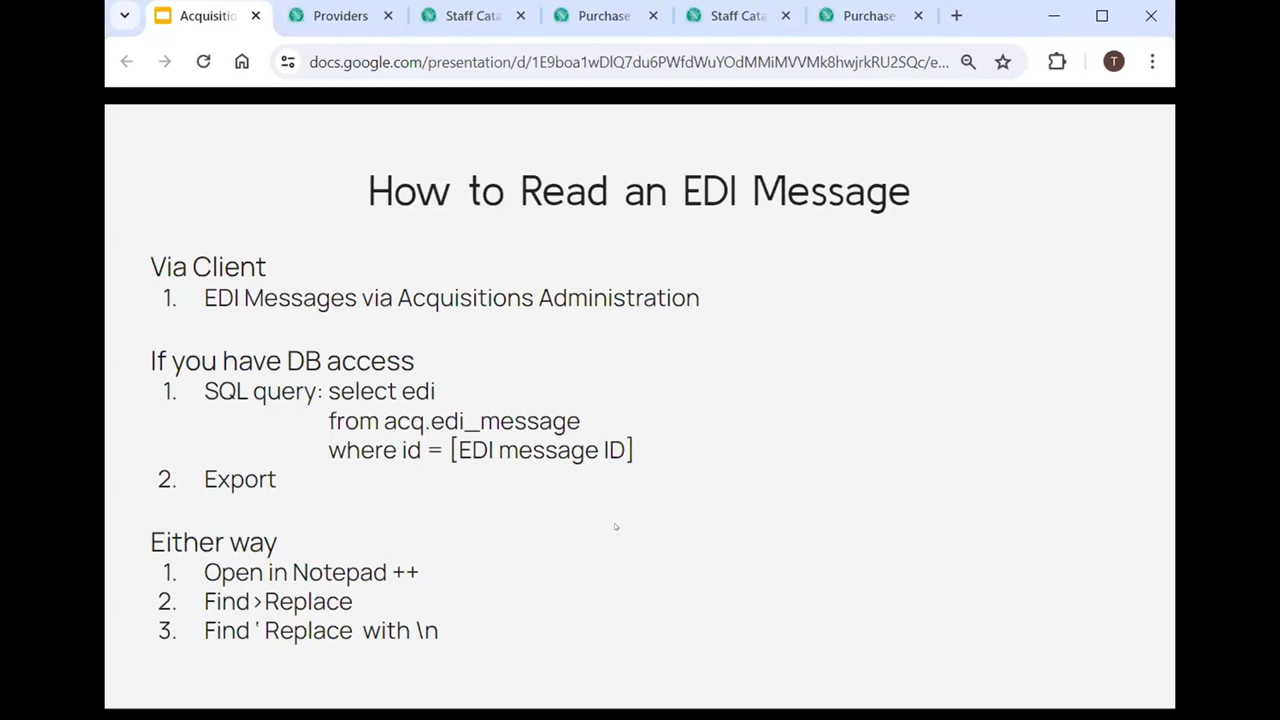 Acquisitio
Providers
Staff Cata
Purchase
Staff Cata
Purchase
docs.google.com/presentation/d/1E9boa1wDlQ7du6PWfdWuYOdMMiMVVMk8hwjrkRU2SQc/e...
T
How to Read an EDI Message
Via Client
1. EDI Messages via Acquisitions Administration
If you have DB access
1. SQL query: select edi
from acq.edi_message
where id = [EDI message ID]
2. Export
Either way
1. Open in Notepad ++
2. Find>Replace
3. Find ‘ Replace with \n